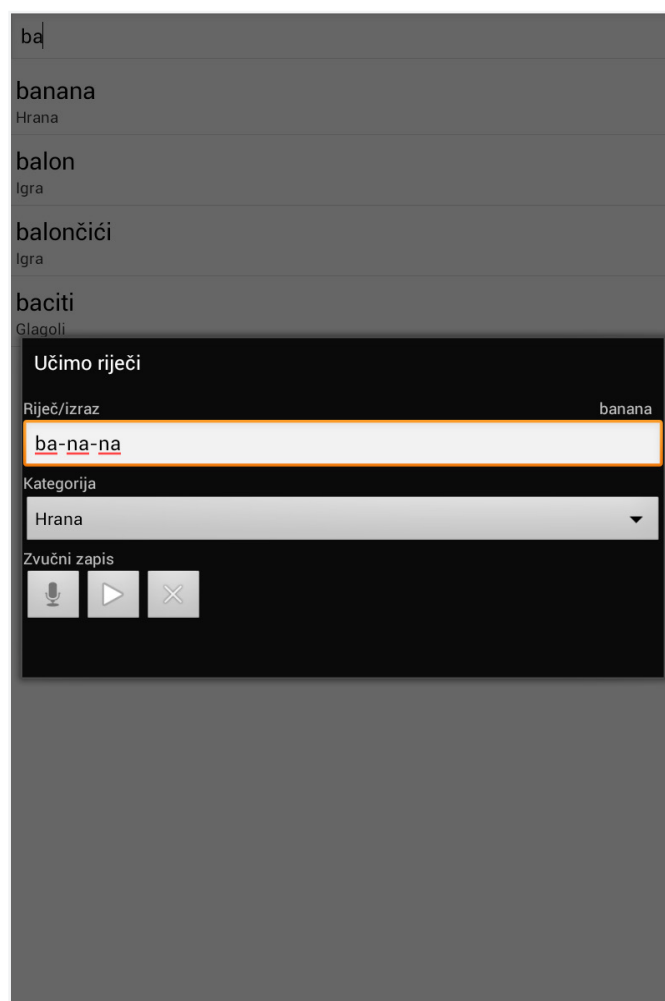 ba
banana
Hrana
balon
Igra
balončići
Igra
baciti
Glagoli
Učimo riječi
Riječ/izraz banana
ba-na-na
Kategorija
Hrana
Zvučni zapis